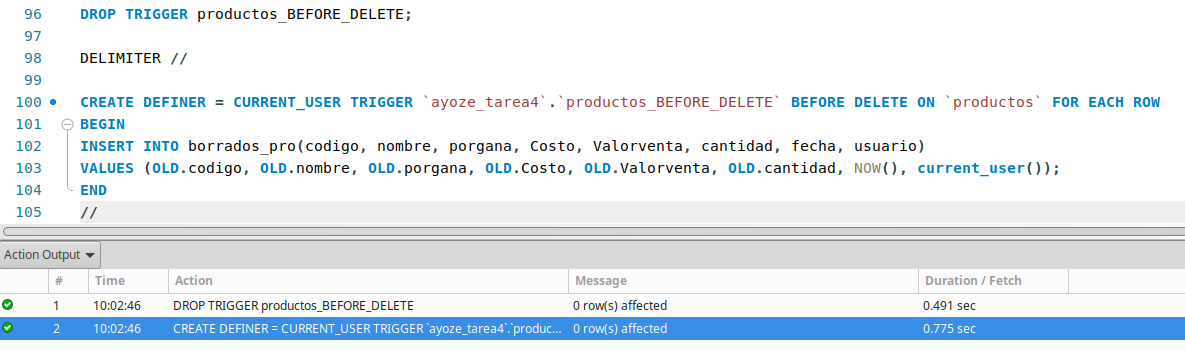 96 DROP TRIGGER productos_BEFORE_DELETE;
97
98 DELIMITER //
99
100 CREATE DEFINER = CURRENT_USER TRIGGER `ayoze_tarea4`.`productos_BEFORE_DELETE` BEFORE DELETE ON `productos` FOR EACH ROW
101 BEGIN
102 INSERT INTO borrados_pro(codigo, nombre, porgana, Costo, Valorventa, cantidad, fecha, usuario)
103 VALUES (OLD.codigo, OLD.nombre, OLD.porgana, OLD.Costo, OLD.Valorventa, OLD.cantidad, NOW(), current_user());
104 END
105 //
Action Output
# Time Action Message Duration / Fetch
1 10:02:46 DROP TRIGGER productos_BEFORE_DELETE 0 row(s) affected 0.491 sec
2 10:02:46 CREATE DEFINER = CURRENT_USER TRIGGER `ayoze_tarea4`.`produc... 0 row(s) affected 0.775 sec